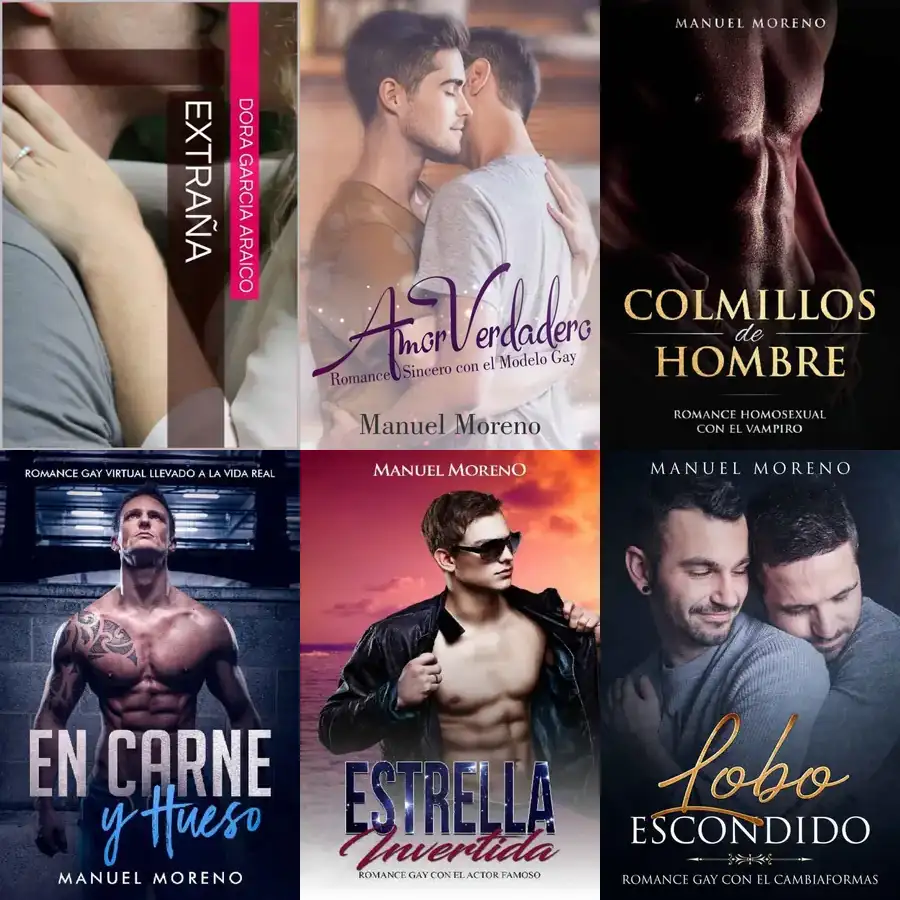 DORA GARCIA ARAICO
EXTRAÑA
Amor Verdadero
Romance Sincero con el Modelo Gay
Manuel Moreno
MANUEL MORENO
COLMILLOS
de
HOMBRE
ROMANCE HOMOSEXUAL
CON EL VAMPIRO
ROMANCE GAY VIRTUAL LLEVADO A LA VIDA REAL
EN CARNE
y Hueso
MANUEL MORENO
MANUEL MORENO
ESTRELLA
Invertida
ROMANCE GAY CON EL ACTOR FAMOSO
MANUEL MORENO
Lobo
ESCONDIDO
ROMANCE GAY CON EL CAMBIAFORMAS